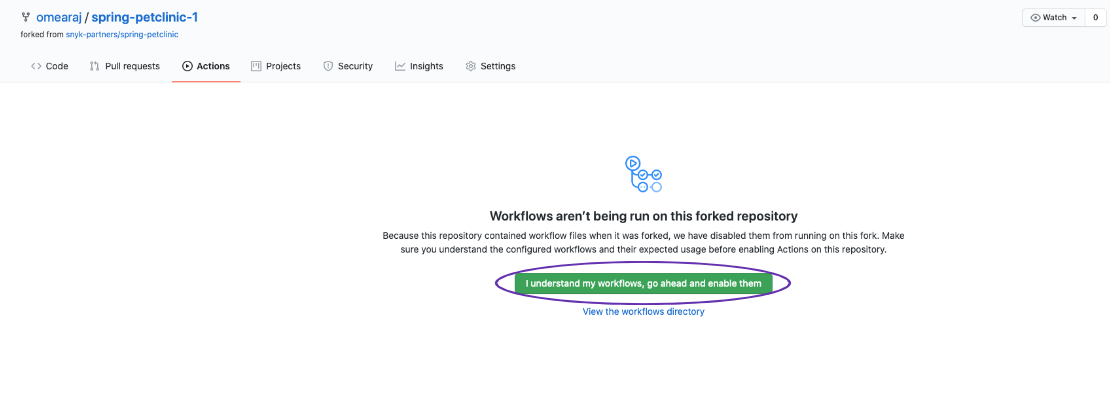 omearaj / spring-petclinic-1
Watch 0
forked from snyk-partners/spring-petclinic
Code Pull requests Actions Projects Security Insights Settings
Workflows aren’t being run on this forked repository
Because this repository contained workflow files when it was forked, we have disabled them from running on this fork. Make
sure you understand the configured workflows and their expected usage before enabling Actions on this repository.
I understand my workflows, go ahead and enable them
View the workflows directory